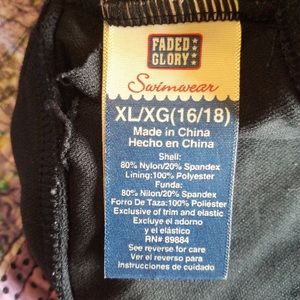 FADED
GLORY
Swimwear
XL/XG(16/18)
Made in China
Hecho en China
Shell:
80% Nylon/20% Spandex
Lining:100% Polyester
Funda:
80% Nilon/20% Spandex
Forro De Taza:100% Poliéster
Exclusive of trim and elastic
Excluye el adorno
y el elástico
RN# 89884
See reverse for care
Ver el reverso para
instrucciones de cuidado